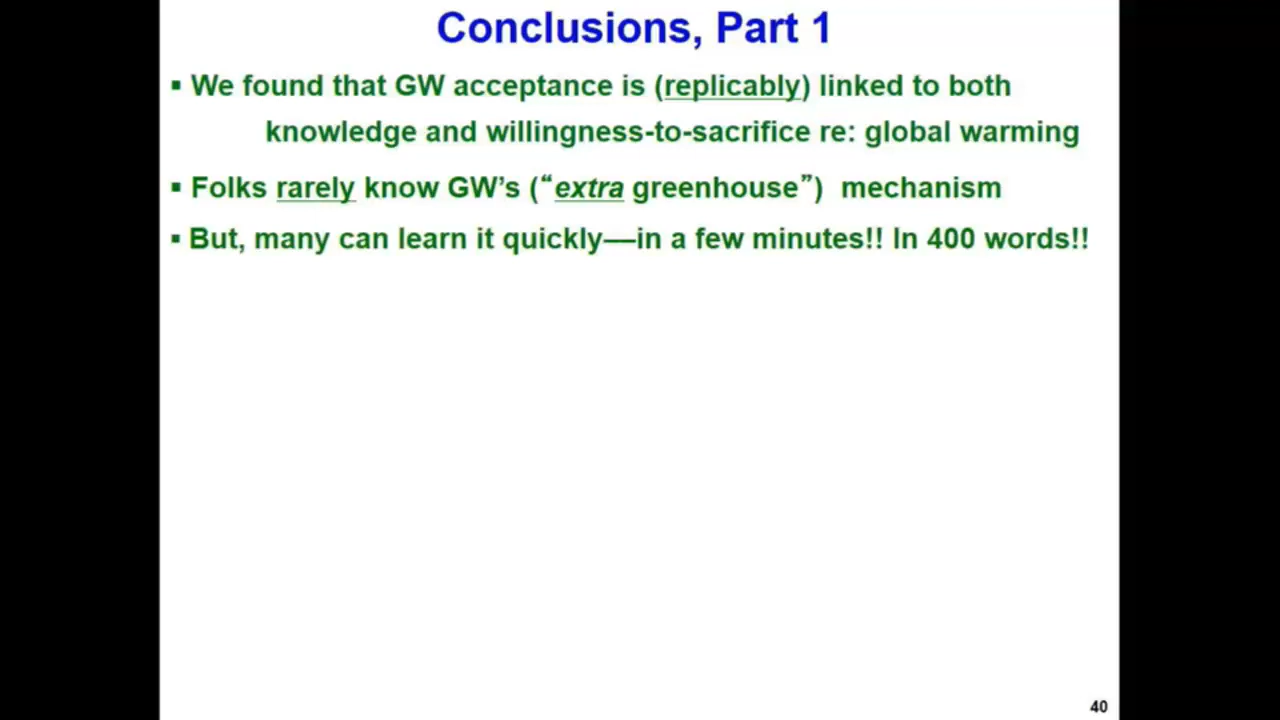 Conclusions, Part 1
▪ We found that GW acceptance is (replicably) linked to both
knowledge and willingness-to-sacrifice re: global warming
▪ Folks rarely know GW’s (“extra greenhouse”) mechanism
▪ But, many can learn it quickly—in a few minutes!! In 400 words!!
40